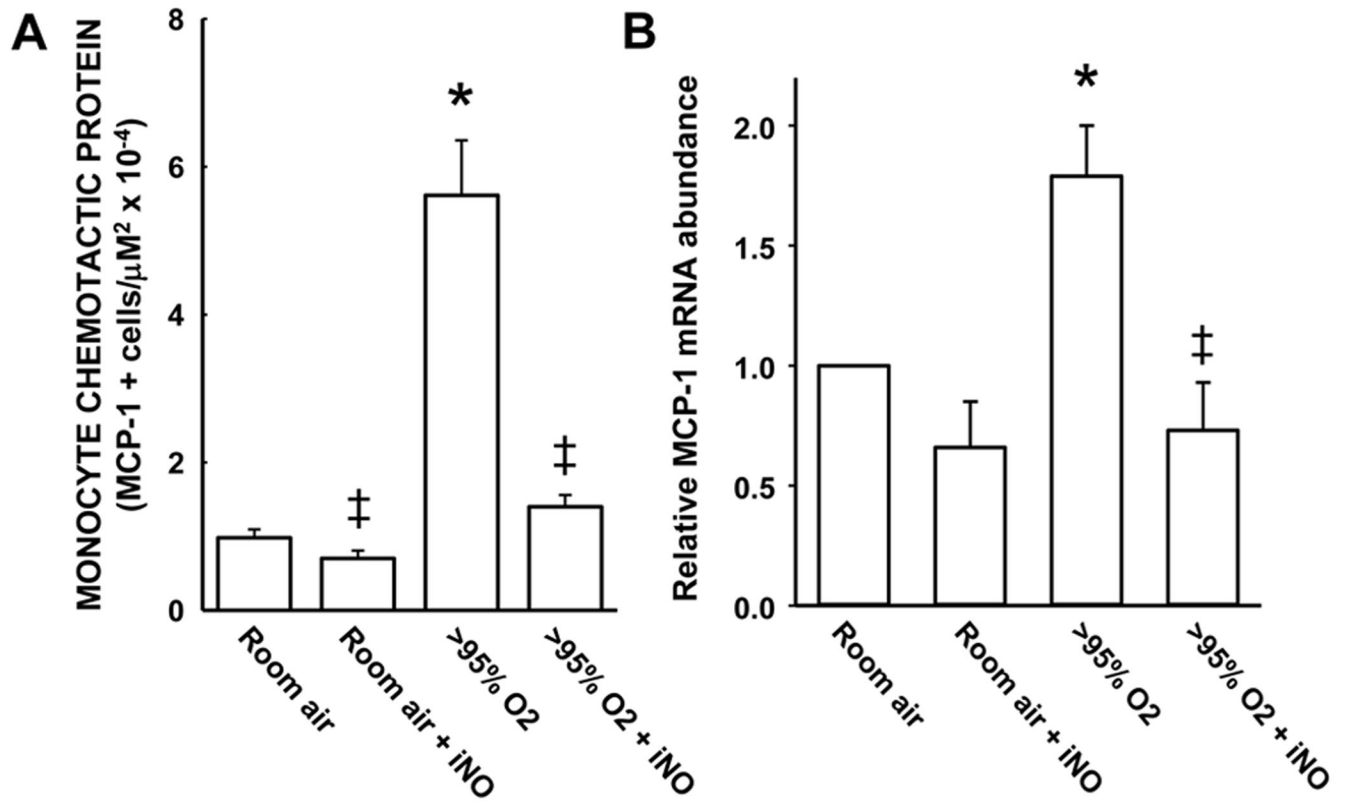 A
MONOCYTE CHEMOTACTIC PROTEIN
(MCP-1 + cells/μM² x 10⁻⁴)
8
6
4
2
0
*
‡
‡
Room air
Room air + iNO
>95% O2
>95% O2 + iNO
B
Relative MCP-1 mRNA abundance
2.0
1.5
1.0
0.5
0.0
*
‡
Room air
Room air + iNO
>95% O2
>95% O2 + iNO